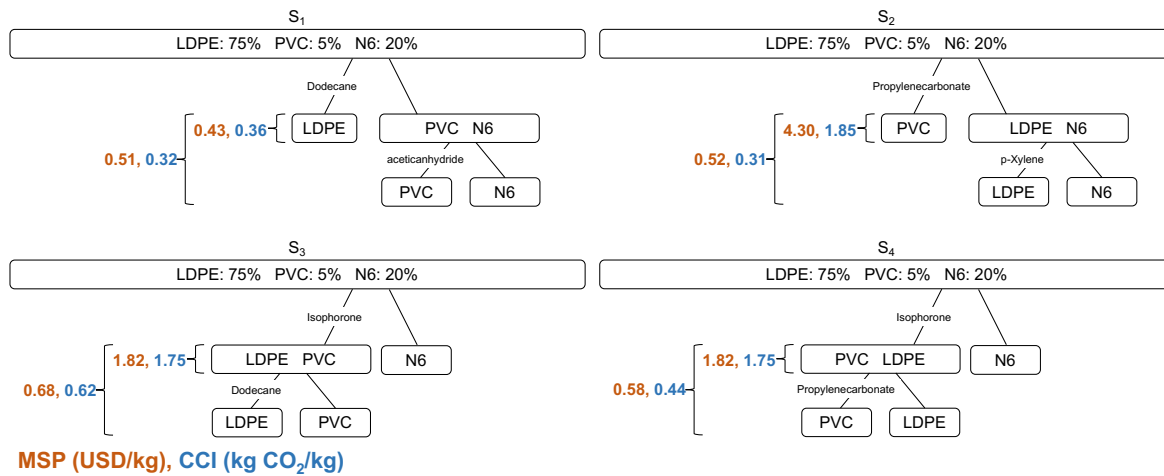 S₁
LDPE: 75% PVC: 5% N6: 20%
Dodecane
0.43, 0.36
LDPE
PVC N6
0.51, 0.32
aceticanhydride
PVC
N6
S₂
LDPE: 75% PVC: 5% N6: 20%
Propylenecarbonate
4.30, 1.85
PVC
LDPE N6
0.52, 0.31
p-Xylene
LDPE
N6
S₃
LDPE: 75% PVC: 5% N6: 20%
Isophorone
1.82, 1.75
LDPE PVC
N6
0.68, 0.62
Dodecane
LDPE
PVC
S₄
LDPE: 75% PVC: 5% N6: 20%
Isophorone
1.82, 1.75
PVC LDPE
N6
0.58, 0.44
Propylenecarbonate
PVC
LDPE
MSP (USD/kg), CCI (kg CO₂/kg)